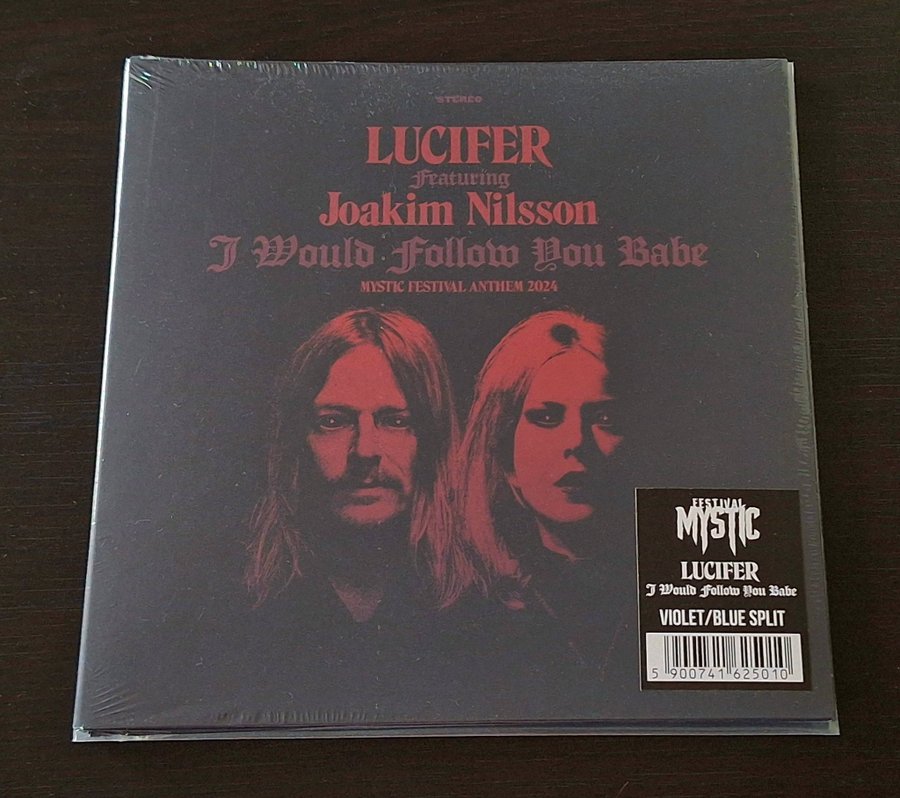 STEREO
LUCIFER
Featuring
Joakim Nilsson
I Would Follow You Babe
MYSTIC FESTIVAL ANTHEM 2024
FESTIVAL
MYSTIC
LUCIFER
I Would Follow You Babe
VIOLET/BLUE SPLIT
5 900741 625010